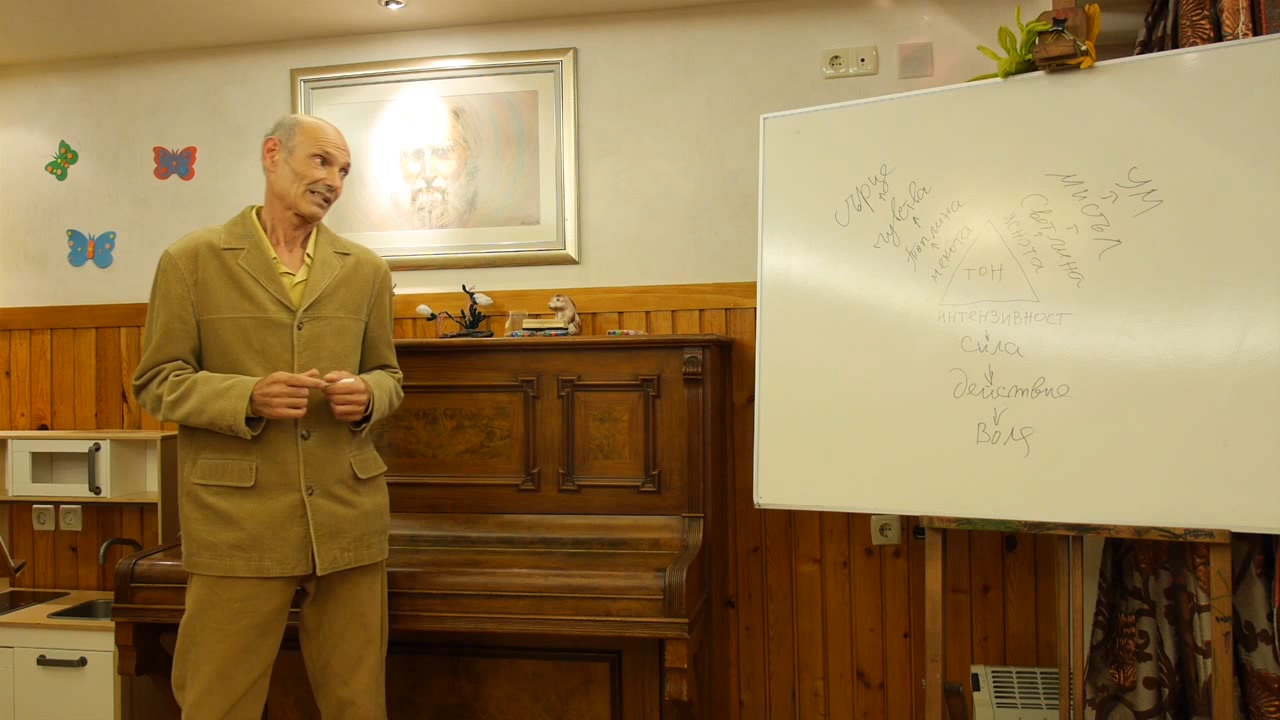 сърце
чувства
топлина
мекота
ум
мисъл
светлина
яснота
ТОН
ИНТЕНЗИВНОСТ
сила
действие
Воля